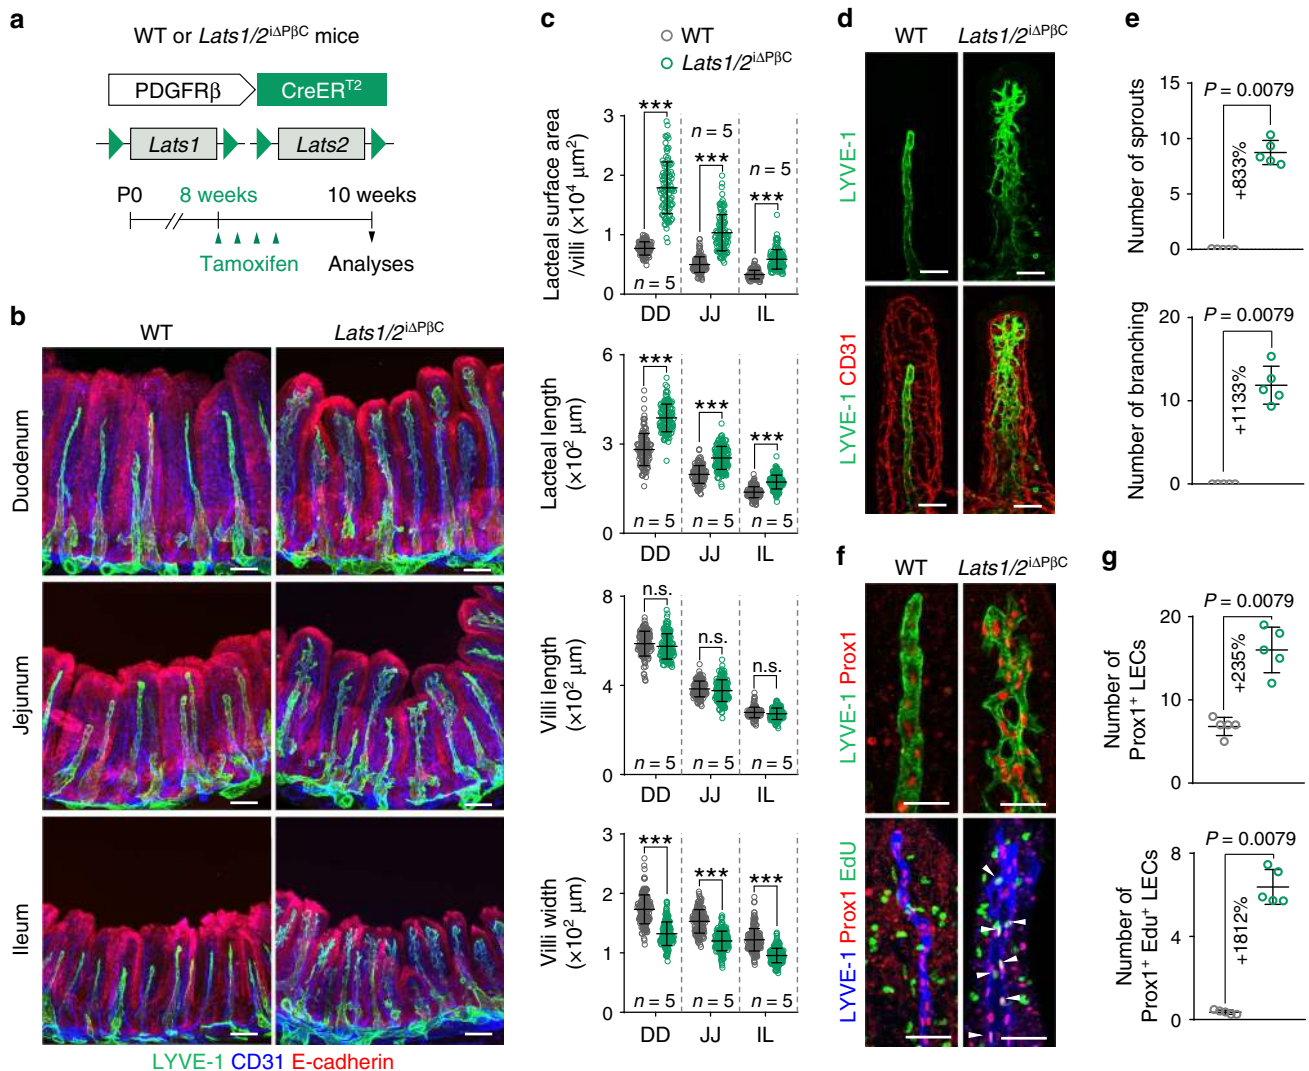 a
WT or Lats1/2iΔPβC mice
PDGFRβ
CreERT2
Lats1
Lats2
P0
8 weeks
10 weeks
Tamoxifen
Analyses
b
WT
Lats1/2iΔPβC
Duodenum
Jejunum
Ileum
LYVE-1 CD31 E-cadherin
c
WT
Lats1/2iΔPβC
Lacteal surface area
/villi (×10⁴ μm²)
3
2
1
0
***
n = 5
***
n = 5
***
n = 5
DD
JJ
IL
Lacteal length
(×10² μm)
6
3
0
***
***
***
n = 5
n = 5
n = 5
DD
JJ
IL
Villi length
(×10² μm)
8
4
0
n.s.
n.s.
n.s.
n = 5
n = 5
n = 5
DD
JJ
IL
Villi width
(×10² μm)
3
2
1
0
***
***
***
n = 5
n = 5
n = 5
DD
JJ
IL
d
WT
Lats1/2iΔPβC
LYVE-1
LYVE-1 CD31
e
Number of sprouts
15
10
5
0
P = 0.0079
+833%
Number of branching
20
10
0
P = 0.0079
+1133%
f
WT
Lats1/2iΔPβC
LYVE-1 Prox1
LYVE-1 Prox1 EdU
g
Number of
Prox1⁺ LECs
20
10
0
P = 0.0079
+235%
Number of
Prox1⁺ Edu⁺ LECs
8
4
0
P = 0.0079
+1812%